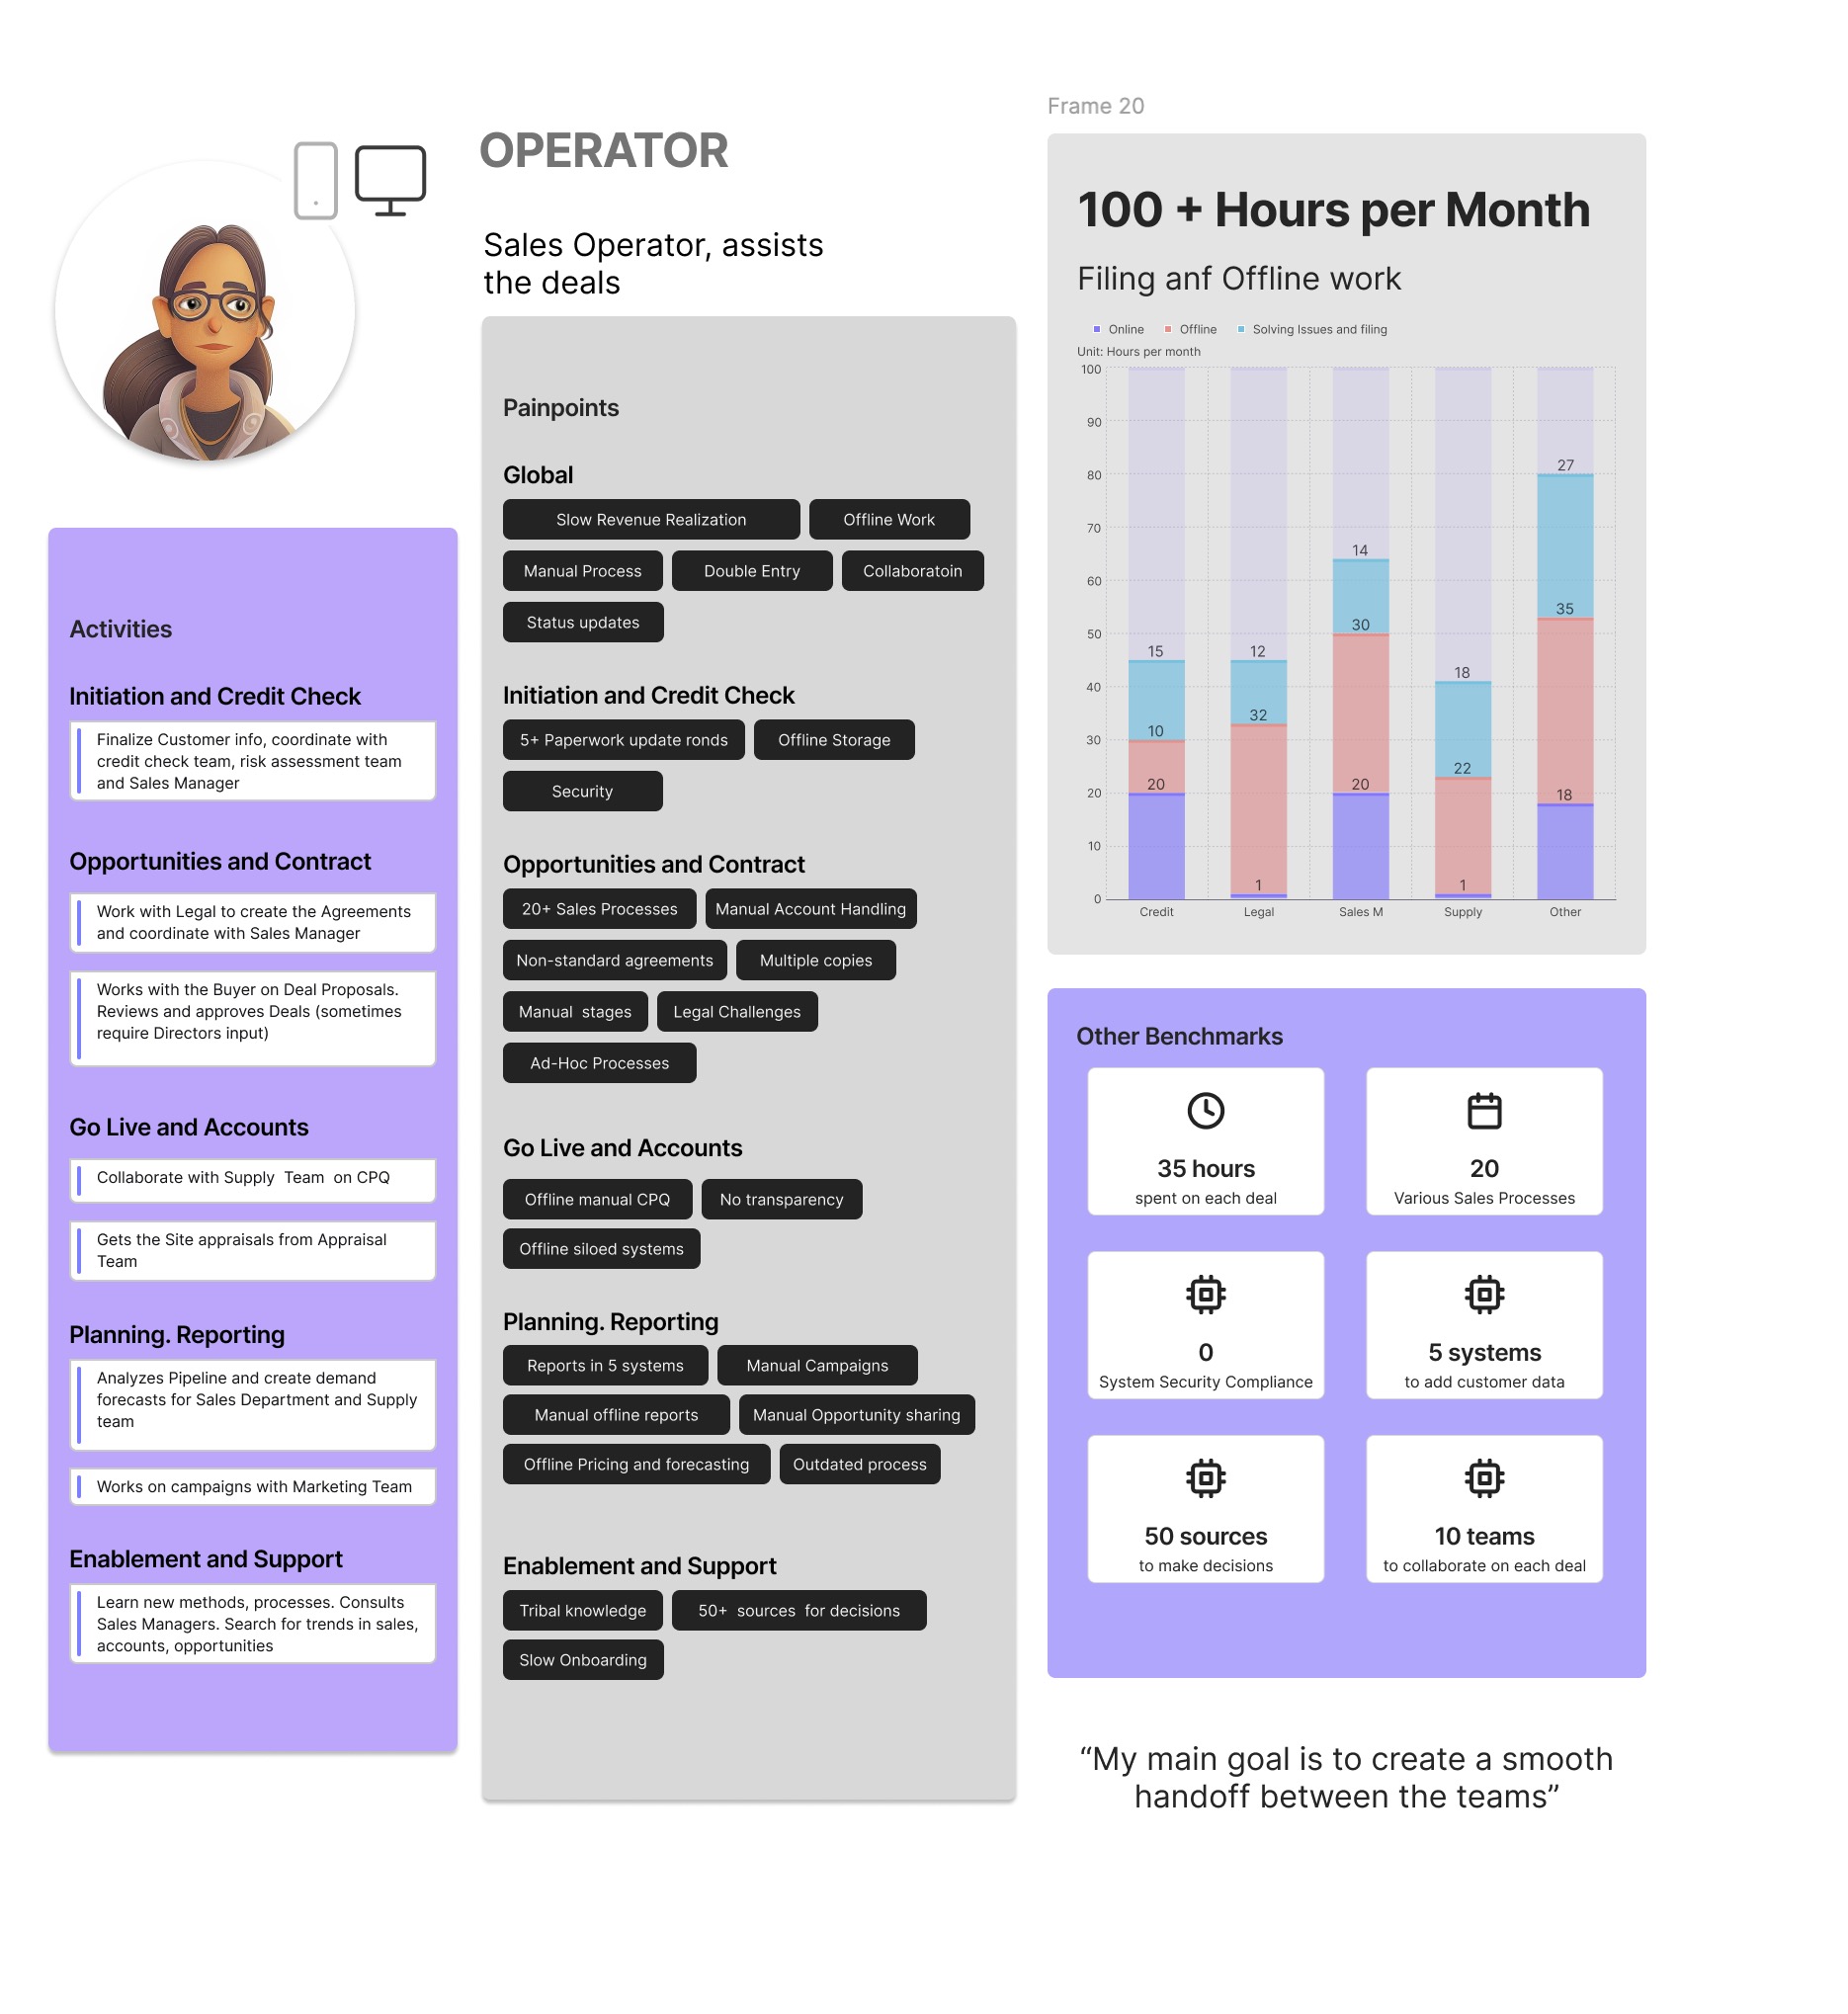 OPERATOR
Sales Operator, assists
the deals
Activities
Initiation and Credit Check
Finalize Customer info, coordinate with
credit check team, risk assessment team
and Sales Manager
Opportunities and Contract
Work with Legal to create the Agreements
and coordinate with Sales Manager
Works with the Buyer on Deal Proposals.
Reviews and approves Deals (sometimes
require Directors input)
Go Live and Accounts
Collaborate with Supply  Team  on CPQ
Gets the Site appraisals from Appraisal
Team
Planning. Reporting
Analyzes Pipeline and create demand
forecasts for Sales Department and Supply
team
Works on campaigns with Marketing Team
Enablement and Support
Learn new methods, processes. Consults
Sales Managers. Search for trends in sales,
accounts, opportunities
Painpoints
Global
Slow Revenue Realization
Offline Work
Manual Process
Double Entry
Collaboratoin
Status updates
Initiation and Credit Check
5+ Paperwork update ronds
Offline Storage
Security
Opportunities and Contract
20+ Sales Processes
Manual Account Handling
Non-standard agreements
Multiple copies
Manual  stages
Legal Challenges
Ad-Hoc Processes
Go Live and Accounts
Offline manual CPQ
No transparency
Offline siloed systems
Planning. Reporting
Reports in 5 systems
Manual Campaigns
Manual offline reports
Manual Opportunity sharing
Offline Pricing and forecasting
Outdated process
Enablement and Support
Tribal knowledge
50+  sources  for decisions
Slow Onboarding
Frame 20
100 + Hours per Month
Filing anf Offline work
Online
Offline
Solving Issues and filing
Unit: Hours per month
100
90
80
70
60
50
40
30
20
10
0
15
10
20
12
32
1
14
30
20
18
22
1
27
35
18
Credit
Legal
Sales M
Supply
Other
Other Benchmarks
35 hours
spent on each deal
20
Various Sales Processes
0
System Security Compliance
5 systems
to add customer data
50 sources
to make decisions
10 teams
to collaborate on each deal
“My main goal is to create a smooth
handoff between the teams”